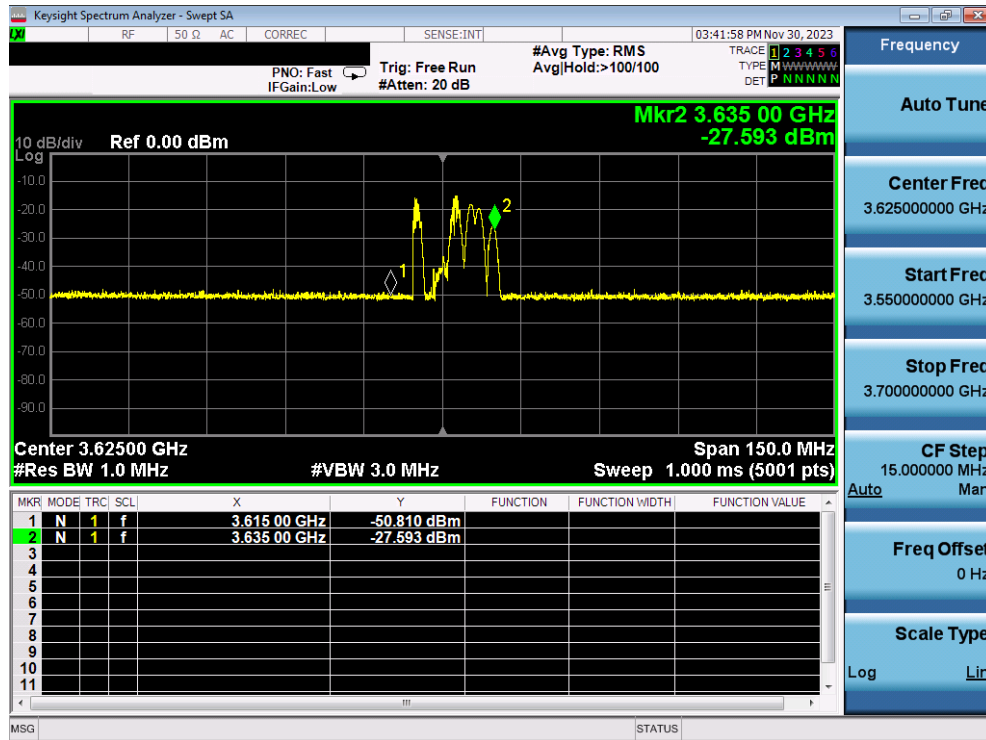 Keysight Spectrum Analyzer - Swept SA
LXI RF 50 Ω AC CORREC SENSE:INT 03:41:58 PM Nov 30, 2023
PNO: Fast Trig: Free Run #Avg Type: RMS TRACE 1 2 3 4 5 6
IFGain:Low #Atten: 20 dB Avg|Hold:>100/100 TYPE M WWWWW
DET P N N N N N
Mkr2 3.635 00 GHz
-27.593 dBm
10 dB/div Ref 0.00 dBm
Log
-10.0
-20.0
2
-30.0
-40.0
1
-50.0
-60.0
-70.0
-80.0
-90.0
Center 3.62500 GHz Span 150.0 MHz
#Res BW 1.0 MHz #VBW 3.0 MHz Sweep 1.000 ms (5001 pts)
MKR MODE TRC SCL X Y FUNCTION FUNCTION WIDTH FUNCTION VALUE
1 N 1 f 3.615 00 GHz -50.810 dBm
2 N 1 f 3.635 00 GHz -27.593 dBm
3
4
5
6
7
8
9
10
11
MSG STATUS
Frequency
Auto Tune
Center Freq
3.625000000 GHz
Start Freq
3.550000000 GHz
Stop Freq
3.700000000 GHz
CF Step
15.000000 MHz
Auto Man
Freq Offset
0 Hz
Scale Type
Log Lin